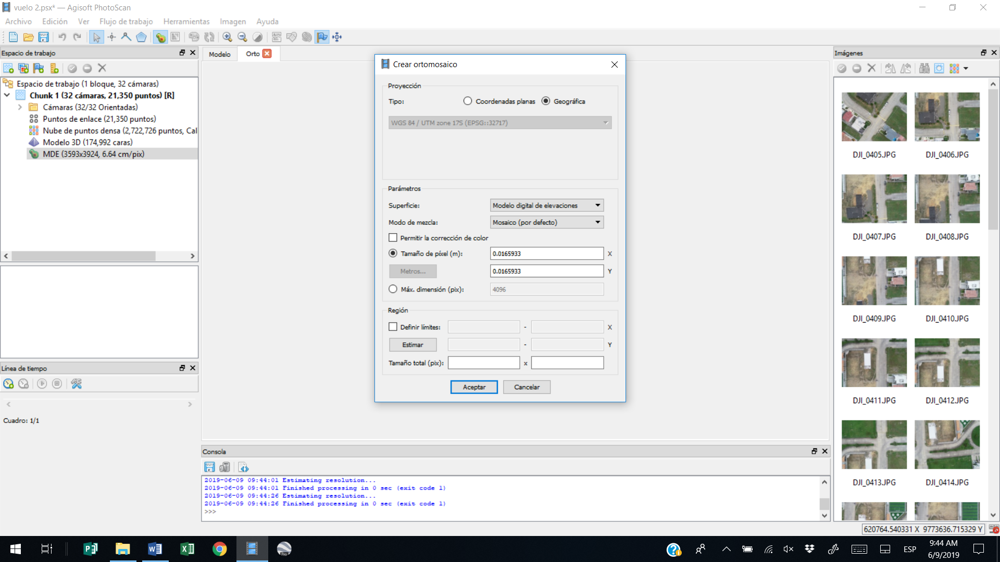 vuelo 2.psx* — Agisoft PhotoScan
Archivo Edición Ver Flujo de trabajo Herramientas Imagen Ayuda
Espacio de trabajo
Espacio de trabajo (1 bloque, 32 cámaras)
Chunk 1 (32 cámaras, 21,350 puntos) [R]
Cámaras (32/32 Orientadas)
Puntos de enlace (21,350 puntos)
Nube de puntos densa (2,722,726 puntos, Cal
Modelo 3D (174,992 caras)
MDE (3593x3924, 6.64 cm/pix)
Línea de tiempo
Cuadro: 1/1
Modelo Orto
Crear ortomosaico
Proyección
Tipo: Coordenadas planas Geográfica
WGS 84 / UTM zone 17S (EPSG::32717)
Parámetros
Superficie: Modelo digital de elevaciones
Modo de mezcla: Mosaico (por defecto)
Permitir la corrección de color
Tamaño de píxel (m): 0.0165933 X
Metros... 0.0165933 Y
Máx. dimensión (pix): 4096
Región
Definir límites: - X
Estimar - Y
Tamaño total (pix): x
Aceptar Cancelar
Consola
2019-06-09 09:44:01 Estimating resolution...
2019-06-09 09:44:01 Finished processing in 0 sec (exit code 1)
2019-06-09 09:44:26 Estimating resolution...
2019-06-09 09:44:26 Finished processing in 0 sec (exit code 1)
>>>
Imágenes
DJI_0405.JPG DJI_0406.JPG
DJI_0407.JPG DJI_0408.JPG
DJI_0409.JPG DJI_0410.JPG
DJI_0411.JPG DJI_0412.JPG
DJI_0413.JPG DJI_0414.JPG
620764.540331 X 9773636.715329 Y
ESP
9:44 AM
6/9/2019